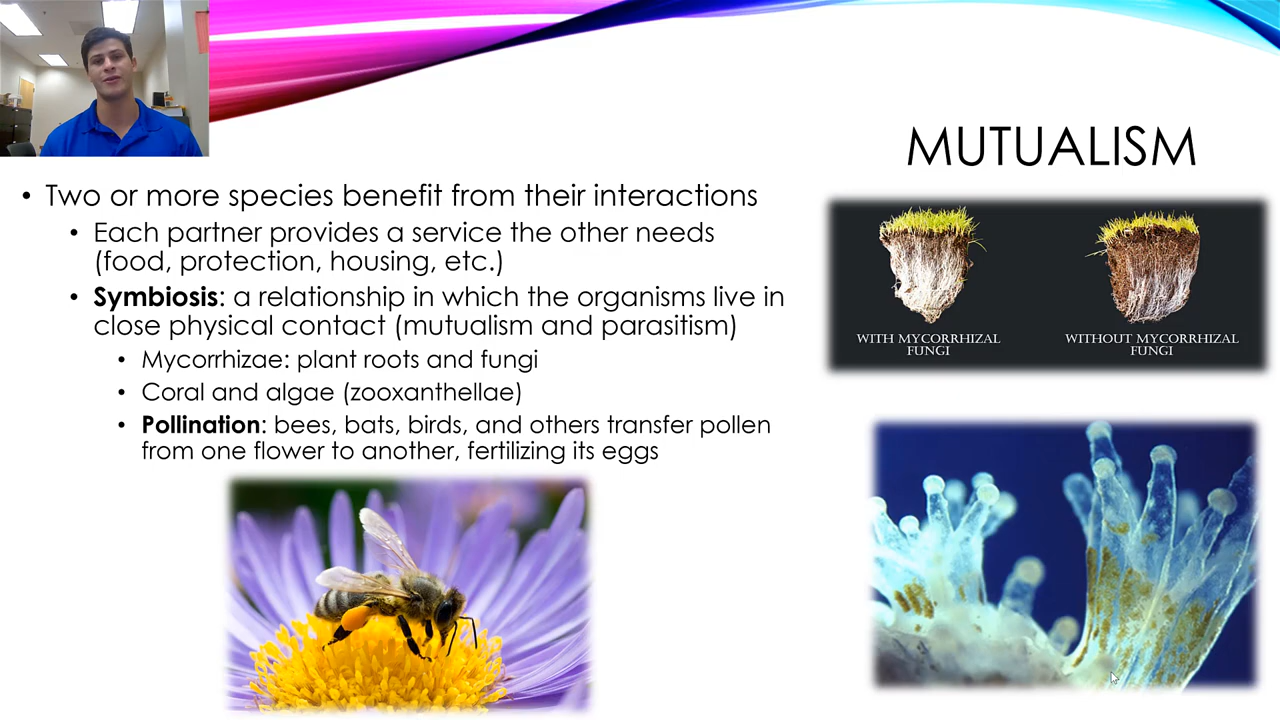 MUTUALISM
• Two or more species benefit from their interactions
• Each partner provides a service the other needs
(food, protection, housing, etc.)
• Symbiosis: a relationship in which the organisms live in
close physical contact (mutualism and parasitism)
• Mycorrhizae: plant roots and fungi
• Coral and algae (zooxanthellae)
• Pollination: bees, bats, birds, and others transfer pollen
from one flower to another, fertilizing its eggs
WITH MYCORRHIZAL
FUNGI
WITHOUT MYCORRHIZAL
FUNGI